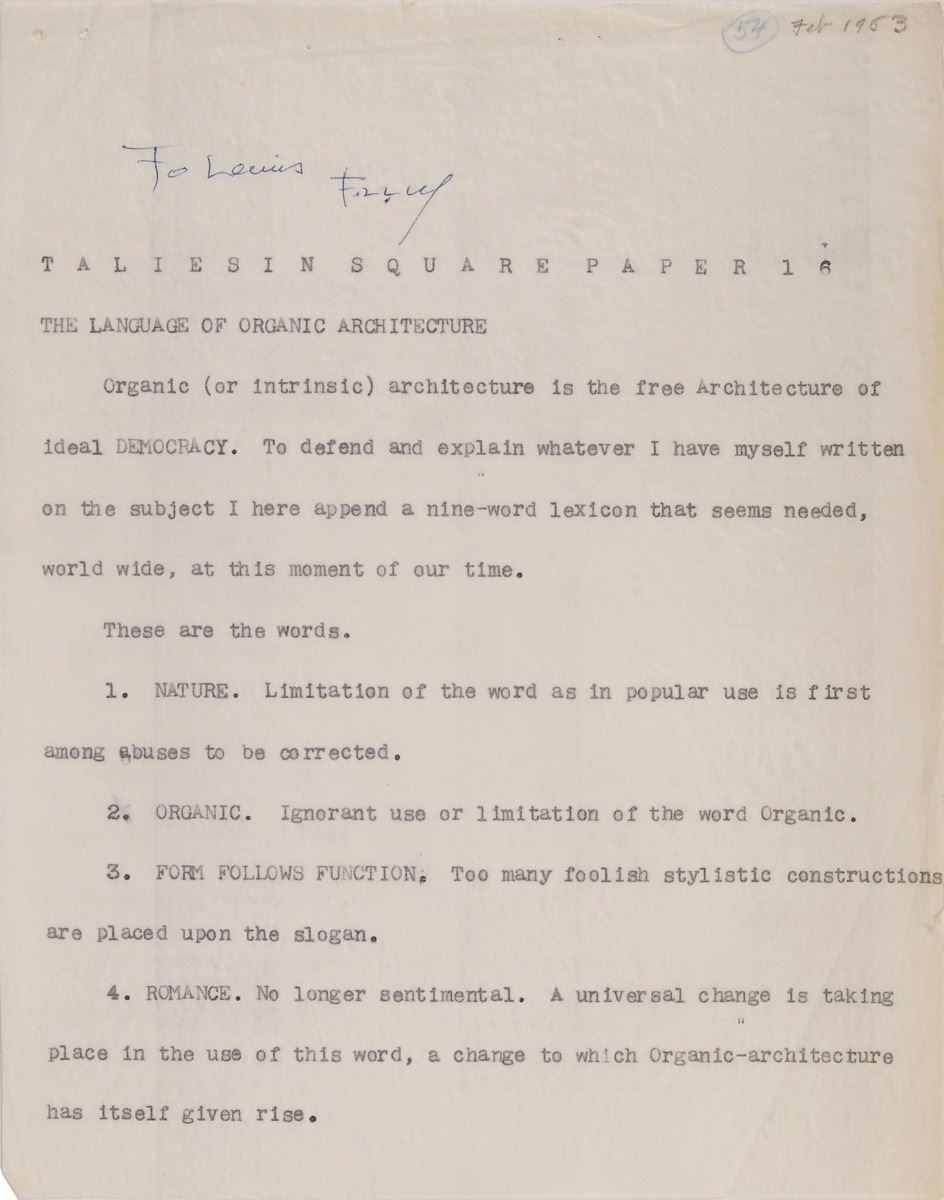 54 Feb 1953
To Lewis
T A L I E S I N  S Q U A R E  P A P E R  1 6
THE LANGUAGE OF ORGANIC ARCHITECTURE
Organic (or intrinsic) architecture is the free Architecture of
ideal DEMOCRACY. To defend and explain whatever I have myself written
on the subject I here append a nine-word lexicon that seems needed,
world wide, at this moment of our time.
These are the words.
1. NATURE. Limitation of the word as in popular use is first
among abuses to be corrected.
2. ORGANIC. Ignorant use or limitation of the word Organic.
3. FORM FOLLOWS FUNCTION. Too many foolish stylistic constructions
are placed upon the slogan.
4. ROMANCE. No longer sentimental. A universal change is taking
place in the use of this word, a change to which Organic-architecture
has itself given rise.